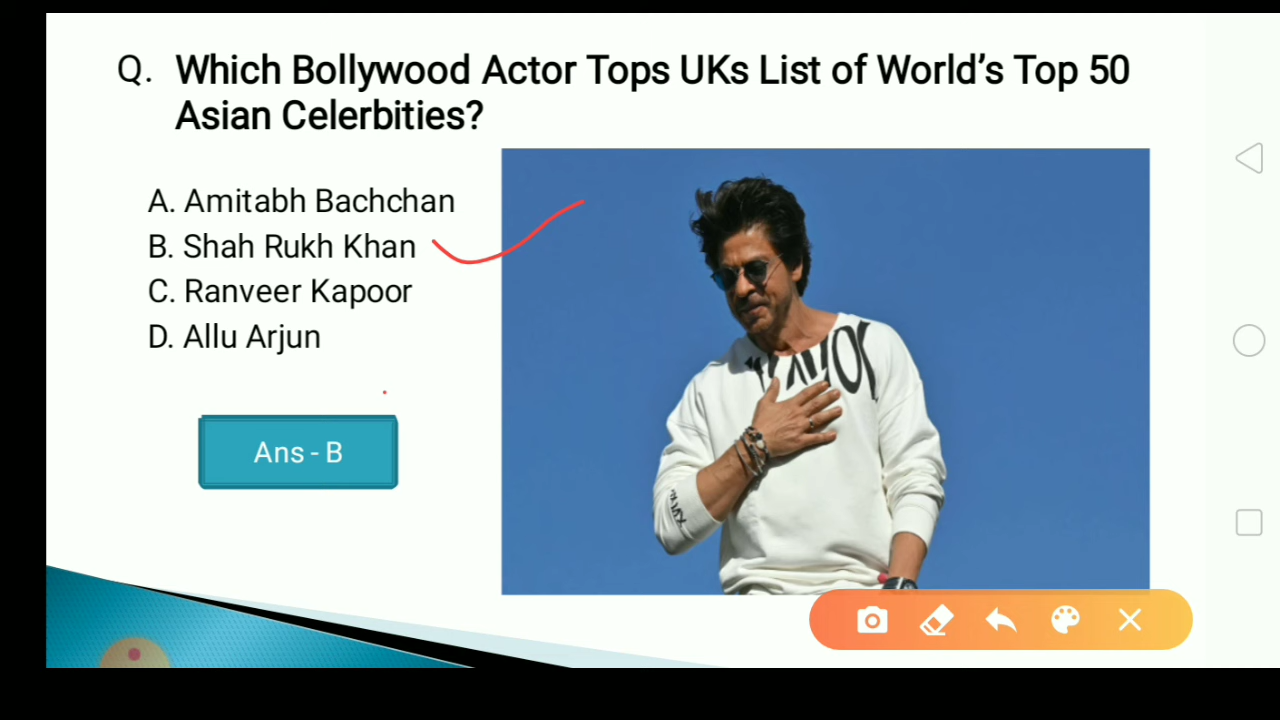 Q. Which Bollywood Actor Tops UKs List of World’s Top 50
Asian Celerbities?
A. Amitabh Bachchan
B. Shah Rukh Khan
C. Ranveer Kapoor
D. Allu Arjun
Ans - B